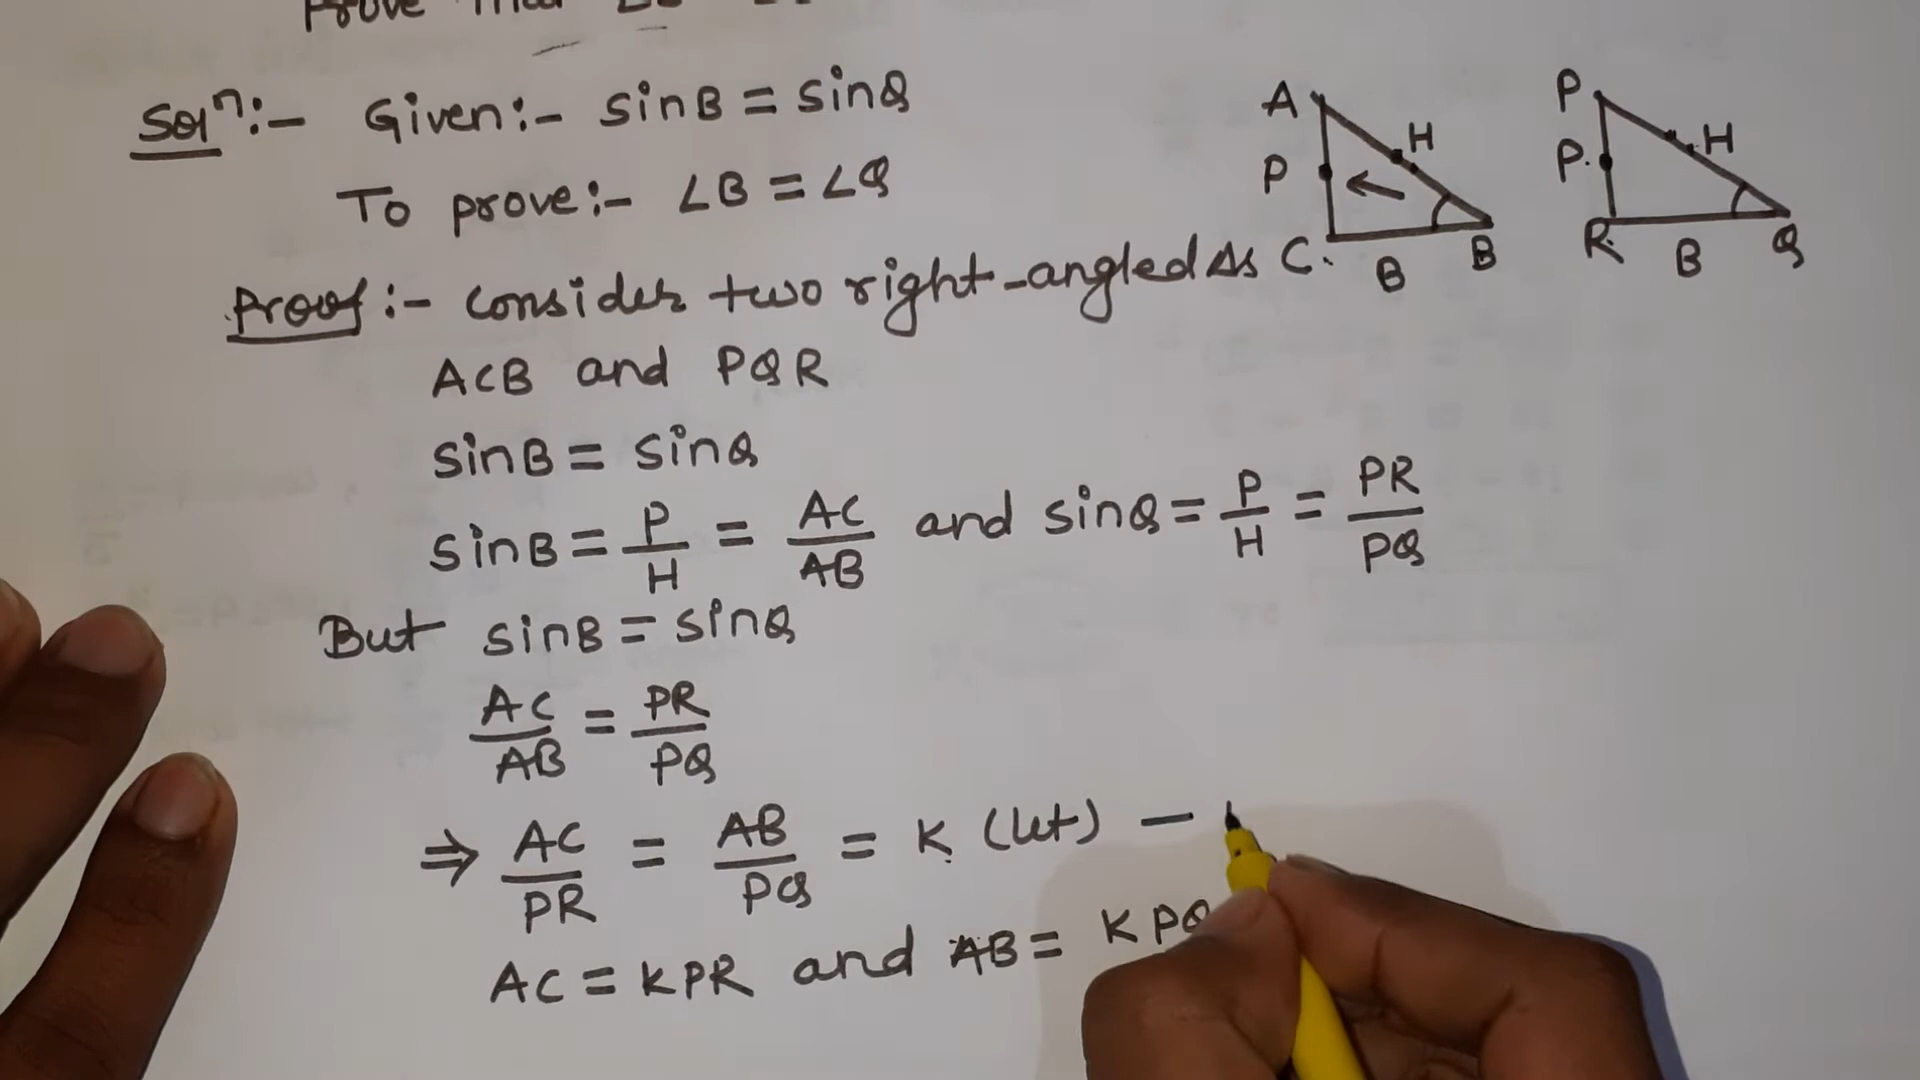 Prove That
Solⁿ:- Given:- sinB = sinQ
To prove:- ∠B = ∠Q
Proof:- Consider two right-angled Δs
ACB and PQR
sinB = sinQ
sinB = P/H = AC/AB and sinQ = P/H = PR/PQ
But sinB = sinQ
AC/AB = PR/PQ
⇒ AC/PR = AB/PQ = K (let) —
AC = KPR and AB = KPQ
A
P
H
C
B
B
P
P
H
R
B
Q